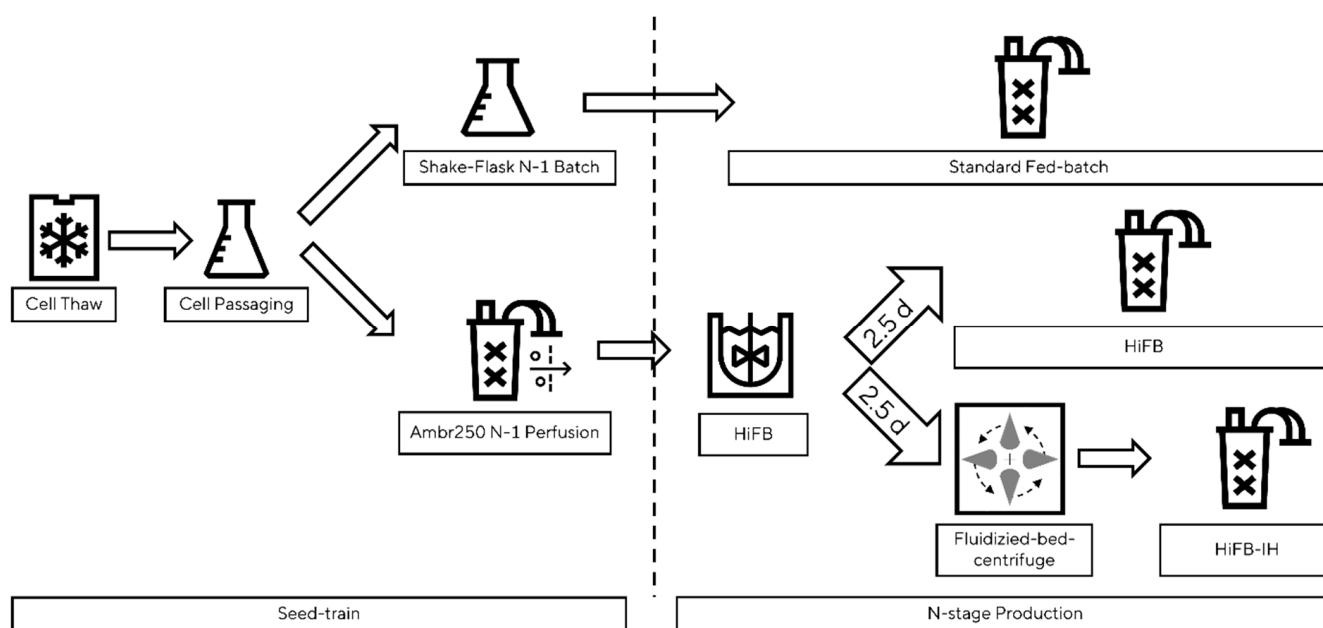 Shake-Flask N-1 Batch
Standard Fed-batch
Cell Thaw
Cell Passaging
2.5 d
HiFB
Ambr250 N-1 Perfusion
HiFB
2.5 d
Fluidizied-bed-
centrifuge
HiFB-IH
Seed-train
N-stage Production